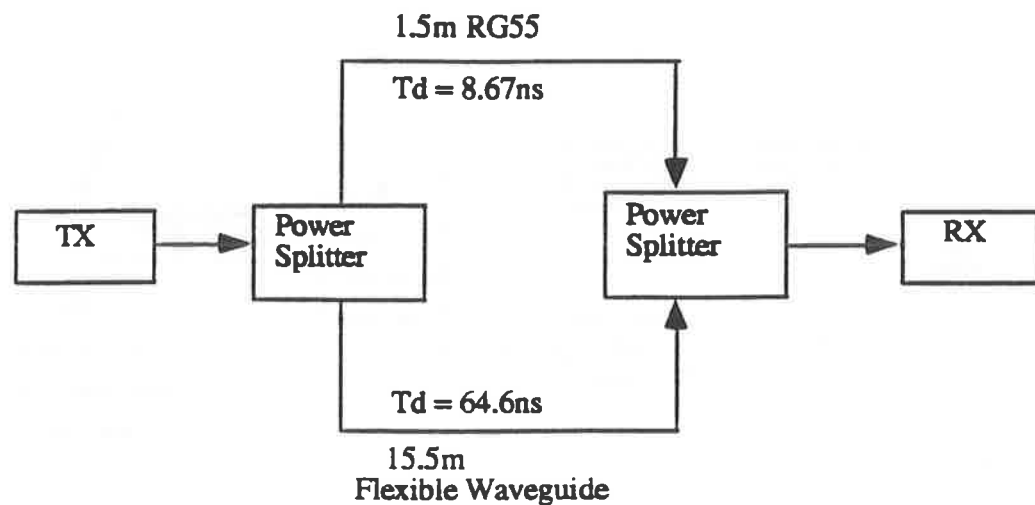 1.5m RG55
Td = 8.67ns
TX
Power
Splitter
Power
Splitter
RX
Td = 64.6ns
15.5m
Flexible Waveguide